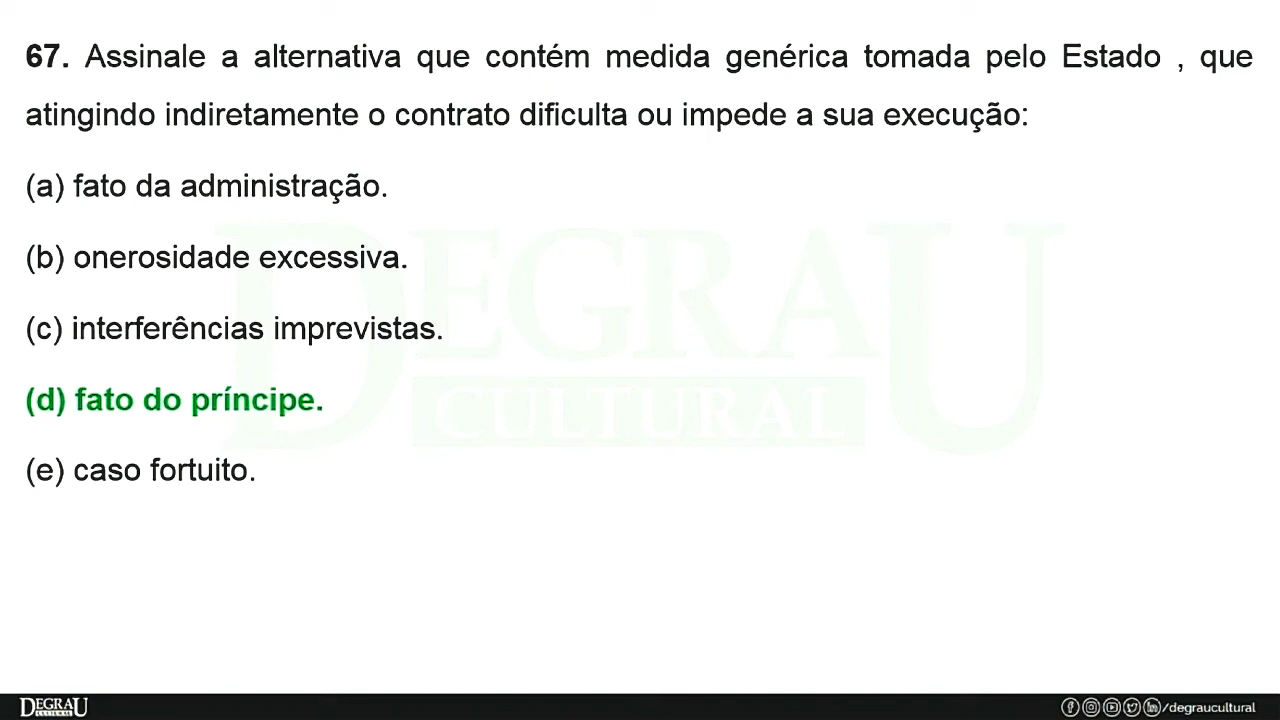 67. Assinale a alternativa que contém medida genérica tomada pelo Estado , que
atingindo indiretamente o contrato dificulta ou impede a sua execução:
(a) fato da administração.
(b) onerosidade excessiva.
(c) interferências imprevistas.
(d) fato do príncipe.
(e) caso fortuito.
DEGRAU
CULTURAL
DEGRAU
CULTURAL
/degraucultural